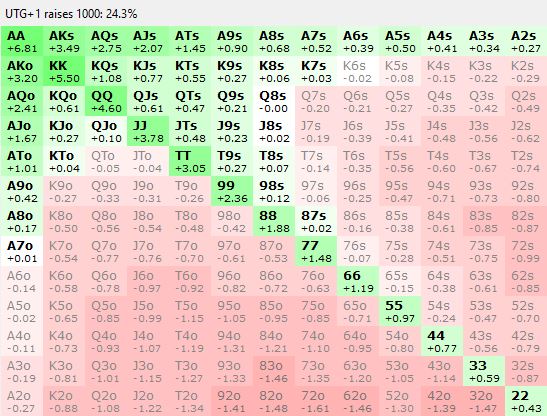 UTG+1 raises 1000: 24.3%
AA AKs AQs AJs ATs A9s A8s A7s A6s A5s A4s A3s A2s
+6.81 +3.49 +2.75 +2.07 +1.45 +0.90 +0.68 +0.52 +0.39 +0.50 +0.41 +0.34 +0.27
AKo KK KQs KJs KTs K9s K8s K7s K6s K5s K4s K3s K2s
+3.20 +5.50 +1.08 +0.77 +0.55 +0.27 +0.06 +0.03 -0.02 -0.08 -0.15 -0.22 -0.29
AQo KQo QQ QJs QTs Q9s Q8s Q7s Q6s Q5s Q4s Q3s Q2s
+2.41 +0.61 +4.60 +0.61 +0.47 +0.21 -0.00 -0.20 -0.21 -0.27 -0.35 -0.42 -0.49
AJo KJo QJo JJ JTs J9s J8s J7s J6s J5s J4s J3s J2s
+1.67 +0.27 +0.10 +3.78 +0.48 +0.23 +0.02 -0.19 -0.39 -0.41 -0.48 -0.56 -0.62
ATo KTo QTo JTo TT T9s T8s T7s T6s T5s T4s T3s T2s
+1.01 +0.04 -0.05 -0.04 +3.05 +0.27 +0.07 -0.14 -0.35 -0.56 -0.60 -0.67 -0.74
A9o K9o Q9o J9o T9o 99 98s 97s 96s 95s 94s 93s 92s
+0.42 -0.27 -0.33 -0.31 -0.26 +2.36 +0.12 -0.06 -0.25 -0.47 -0.71 -0.73 -0.80
A8o K8o Q8o J8o T8o 98o 88 87s 86s 85s 84s 83s 82s
+0.17 -0.50 -0.56 -0.54 -0.48 -0.42 +1.88 +0.02 -0.16 -0.38 -0.61 -0.85 -0.87
A7o K7o Q7o J7o T7o 97o 87o 77 76s 75s 74s 73s 72s
+0.01 -0.54 -0.77 -0.76 -0.70 -0.61 -0.53 +1.48 -0.07 -0.28 -0.51 -0.75 -0.99
A6o K6o Q6o J6o T6o 96o 86o 76o 66 65s 64s 63s 62s
-0.14 -0.58 -0.78 -0.97 -0.92 -0.82 -0.72 -0.63 +1.19 -0.15 -0.38 -0.61 -0.85
A5o K5o Q5o J5o T5o 95o 85o 75o 65o 55 54s 53s 52s
-0.02 -0.65 -0.85 -0.99 -1.15 -1.05 -0.95 -0.85 -0.71 +0.97 -0.24 -0.47 -0.70
A4o K4o Q4o J4o T4o 94o 84o 74o 64o 54o 44 43s 42s
-0.11 -0.73 -0.93 -1.07 -1.19 -1.31 -1.21 -1.10 -0.95 -0.80 +0.77 -0.56 -0.79
A3o K3o Q3o J3o T3o 93o 83o 73o 63o 53o 43o 33 32s
-0.19 -0.81 -1.01 -1.15 -1.27 -1.33 -1.46 -1.35 -1.20 -1.05 -1.14 +0.59 -0.87
A2o K2o Q2o J2o T2o 92o 82o 72o 62o 52o 42o 32o 22
-0.27 -0.88 -1.08 -1.22 -1.34 -1.41 -1.48 -1.61 -1.46 -1.30 -1.39 -1.47 +0.43